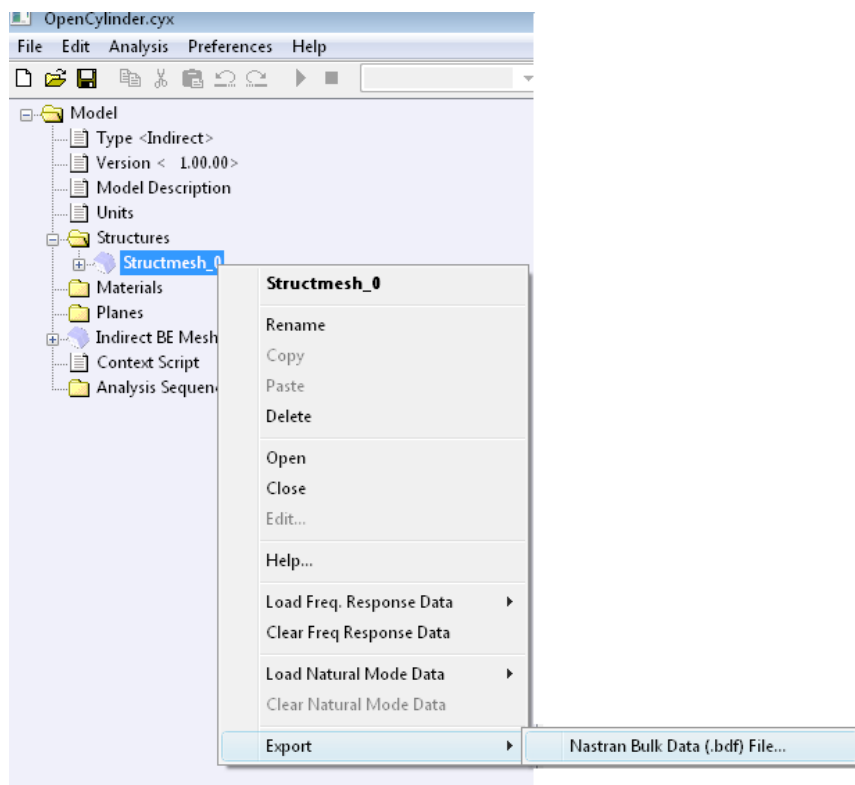 OpenCylinder.cyx
File Edit Analysis Preferences Help
Model
Type <Indirect>
Version < 1.00.00>
Model Description
Units
Structures
Structmesh_0
Materials
Planes
Indirect BE Mesh
Context Script
Analysis Sequen
Structmesh_0
Rename
Copy
Paste
Delete
Open
Close
Edit...
Help...
Load Freq. Response Data
Clear Freq Response Data
Load Natural Mode Data
Clear Natural Mode Data
Export
Nastran Bulk Data (.bdf) File...